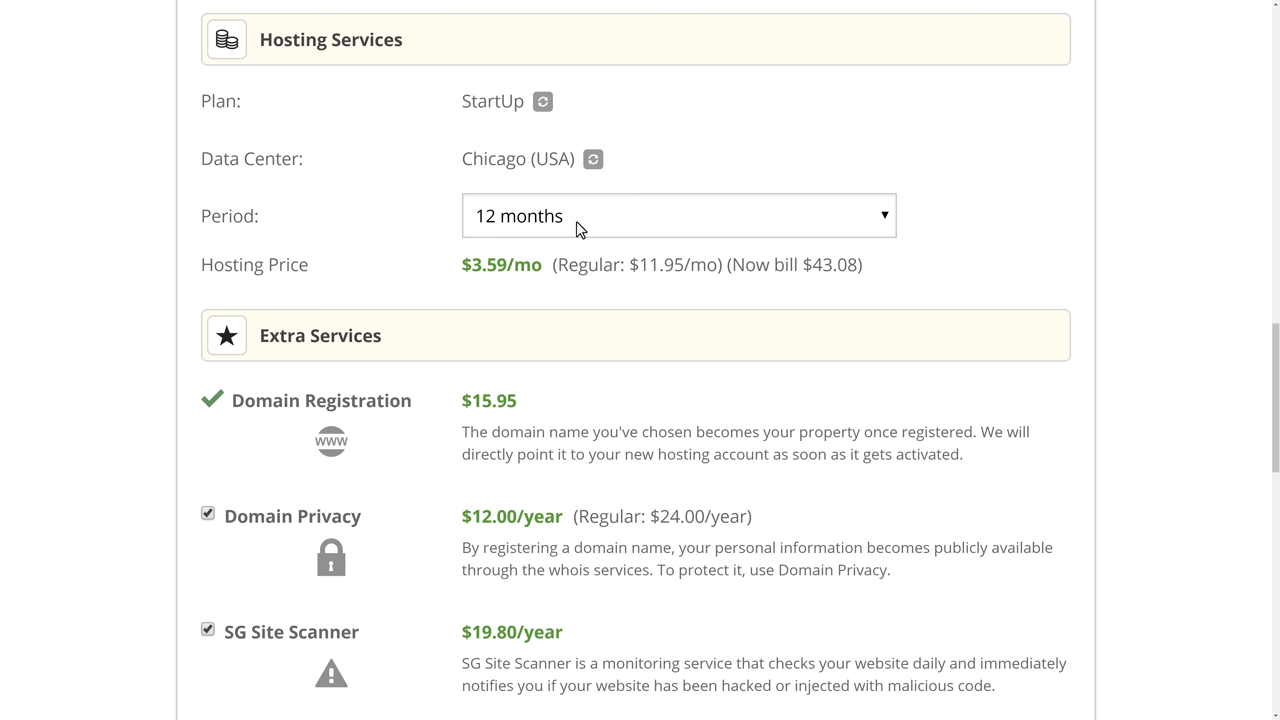 Hosting Services
Plan: StartUp
Data Center: Chicago (USA)
Period: 12 months
Hosting Price $3.59/mo (Regular: $11.95/mo) (Now bill $43.08)
Extra Services
Domain Registration $15.95
WWW
The domain name you've chosen becomes your property once registered. We will
directly point it to your new hosting account as soon as it gets activated.
Domain Privacy $12.00/year (Regular: $24.00/year)
By registering a domain name, your personal information becomes publicly available
through the whois services. To protect it, use Domain Privacy.
SG Site Scanner $19.80/year
SG Site Scanner is a monitoring service that checks your website daily and immediately
notifies you if your website has been hacked or injected with malicious code.